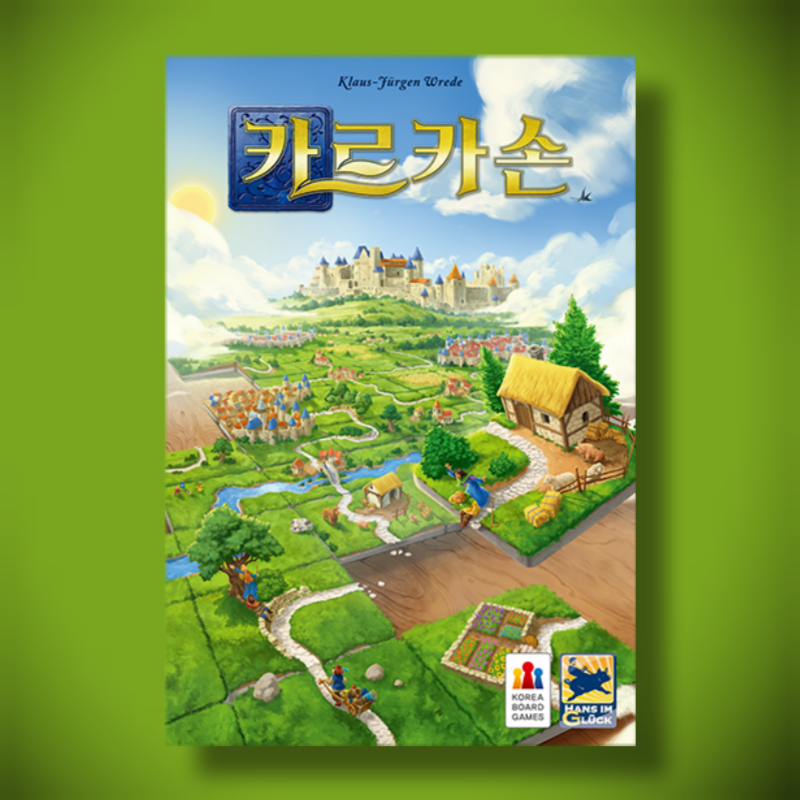 Klaus-Jürgen Wrede
카르카손
KOREA
BOARD
GAMES
HANS IM
GLÜCK